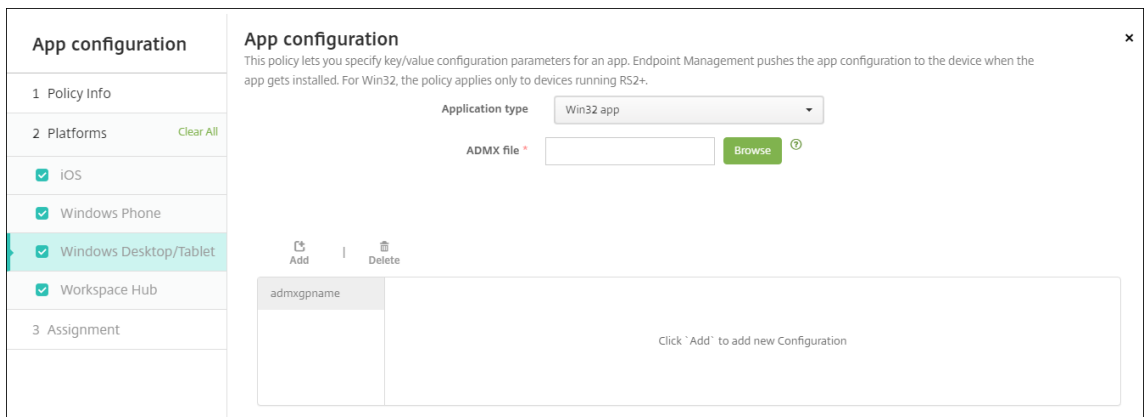 App configuration
1 Policy Info
2 Platforms
Clear All
iOS
Windows Phone
Windows Desktop/Tablet
Workspace Hub
3 Assignment
App configuration
This policy lets you specify key/value configuration parameters for an app. Endpoint Management pushes the app configuration to the device when the
app gets installed. For Win32, the policy applies only to devices running RS2+.
Application type
Win32 app
ADMX file *
Browse
Add
|
Delete
admxgpname
Click `Add` to add new Configuration